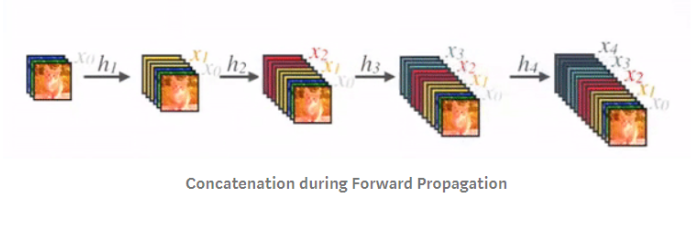 x0 h1 x1 x0 h2 x2 x1 x0 h3 x3 x2 x1 x0 h4 x4 x3 x2 x1 x0
Concatenation during Forward Propagation